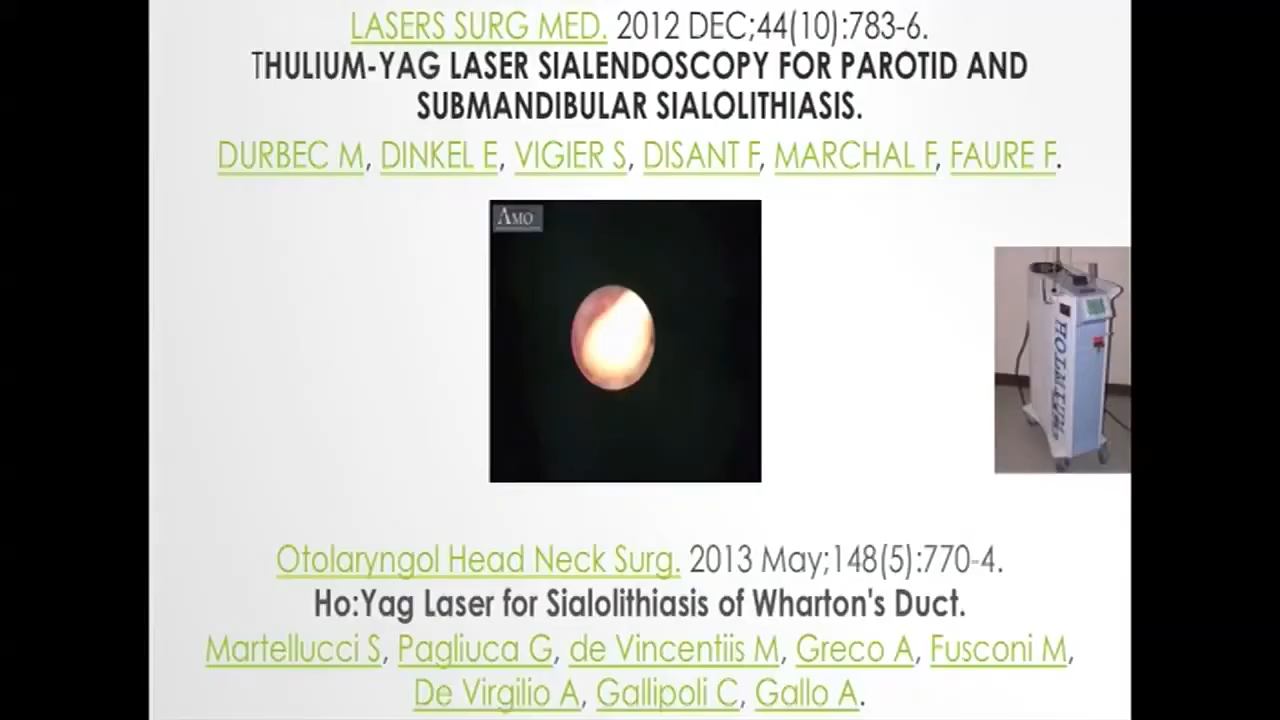 LASERS SURG MED. 2012 DEC;44(10):783-6.
THULIUM-YAG LASER SIALENDOSCOPY FOR PAROTID AND
SUBMANDIBULAR SIALOLITHIASIS.
DURBEC M, DINKEL E, VIGIER S, DISANT F, MARCHAL F, FAURE F.
AMO
HOLMIUM
Otolaryngol Head Neck Surg. 2013 May;148(5):770-4.
Ho:Yag Laser for Sialolithiasis of Wharton's Duct.
Martellucci S, Pagliuca G, de Vincentiis M, Greco A, Fusconi M,
De Virgilio A, Gallipoli C, Gallo A.